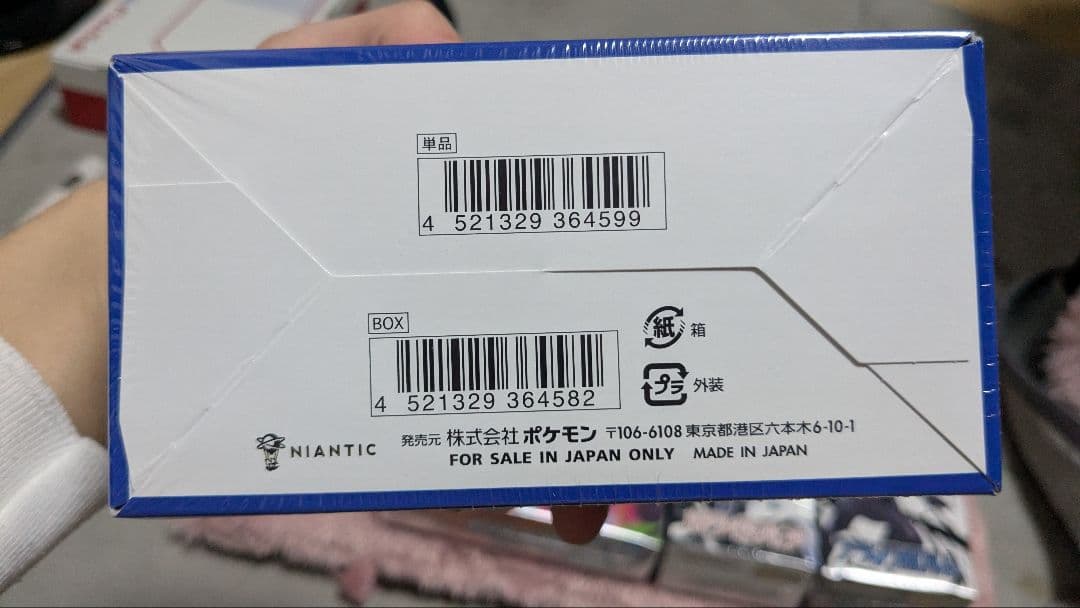 単品
4 521329 364599
BOX
4 521329 364582
紙 箱
プラ 外装
NIANTIC
発売元 株式会社 ポケモン 〒106-6108 東京都港区六本木6-10-1
FOR SALE IN JAPAN ONLY MADE IN JAPAN